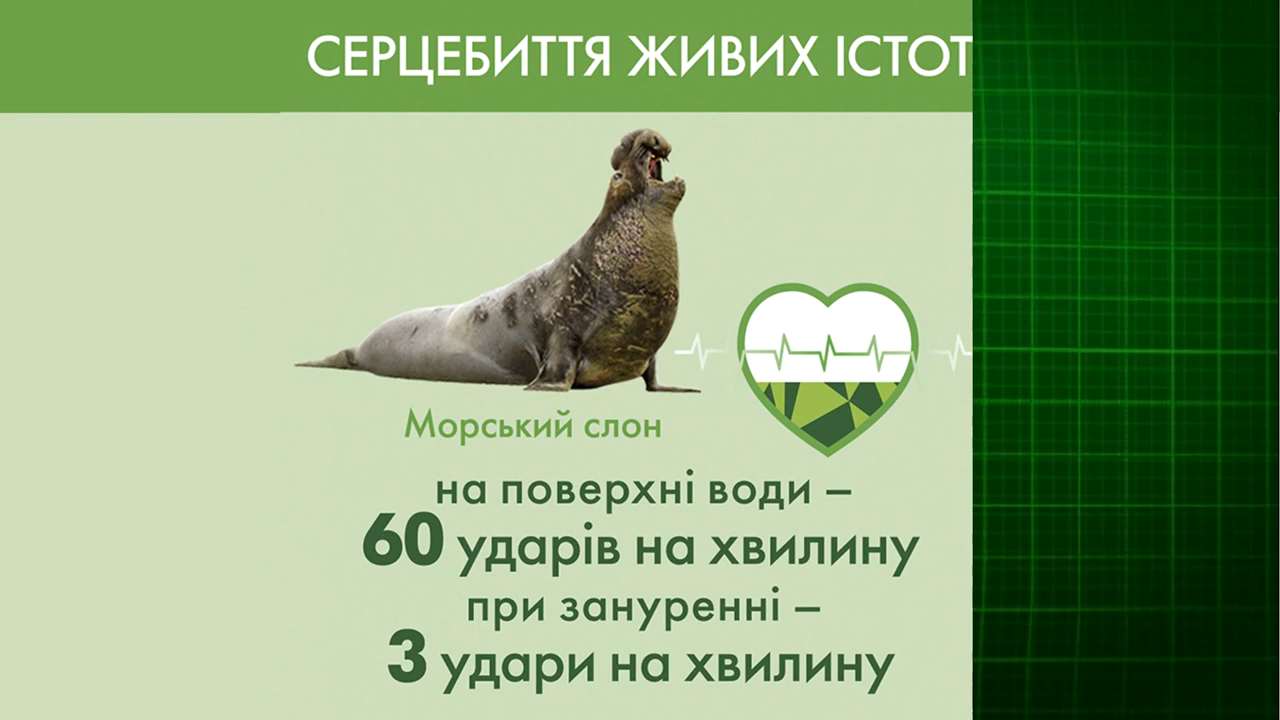 СЕРЦЕБИТТЯ ЖИВИХ ІСТОТ
Морський слон
на поверхні води –
60 ударів на хвилину
при зануренні –
3 удари на хвилину